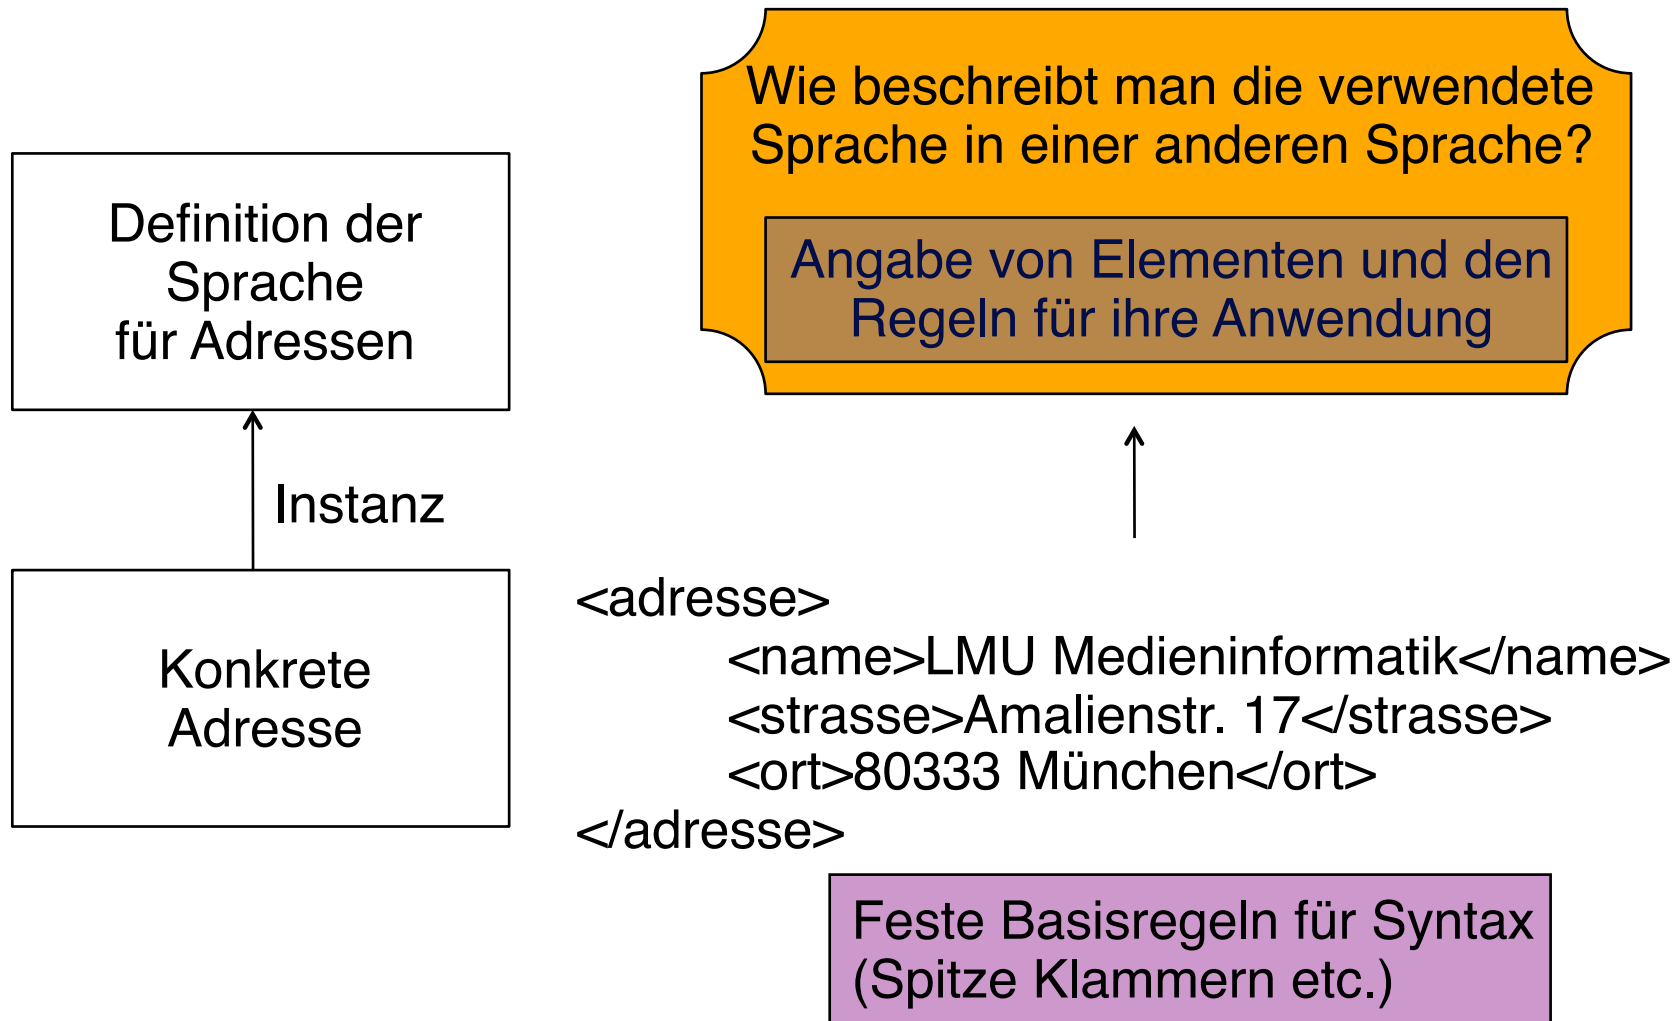 Wie beschreibt man die verwendete
Sprache in einer anderen Sprache?
Angabe von Elementen und den
Regeln für ihre Anwendung
Definition der
Sprache
für Adressen
Instanz
Konkrete
Adresse
<adresse>
<name>LMU Medieninformatik</name>
<strasse>Amalienstr. 17</strasse>
<ort>80333 München</ort>
</adresse>
Feste Basisregeln für Syntax
(Spitze Klammern etc.)